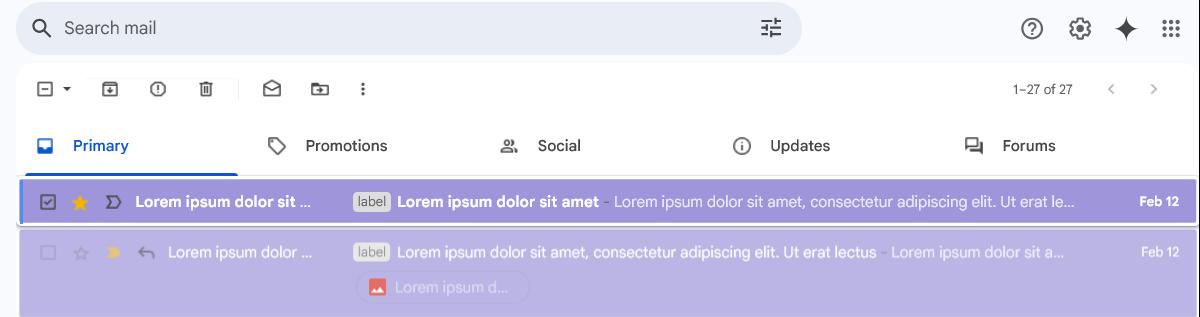 Search mail
1–27 of 27
Primary Promotions Social Updates Forums
Lorem ipsum dolor sit ... label Lorem ipsum dolor sit amet - Lorem ipsum dolor sit amet, consectetur adipiscing elit. Ut erat le... Feb 12
Lorem ipsum dolor ... label Lorem ipsum dolor sit amet, consectetur adipiscing elit. Ut erat lectus - Lorem ipsum dolor sit a... Feb 12
Lorem ipsum d...